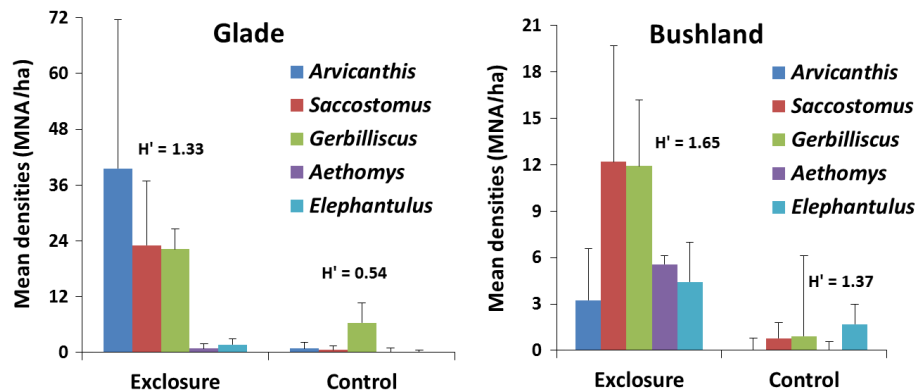 Glade
Mean densities (MNA/ha)
72
60
48
36
24
12
0
H' = 1.33
H' = 0.54
Arvicanthis
Saccostomus
Gerbilliscus
Aethomys
Elephantulus
Exclosure
Control
Bushland
Mean densities (MNA/ha)
21
18
15
12
9
6
3
0
H' = 1.65
H' = 1.37
Arvicanthis
Saccostomus
Gerbilliscus
Aethomys
Elephantulus
Exclosure
Control